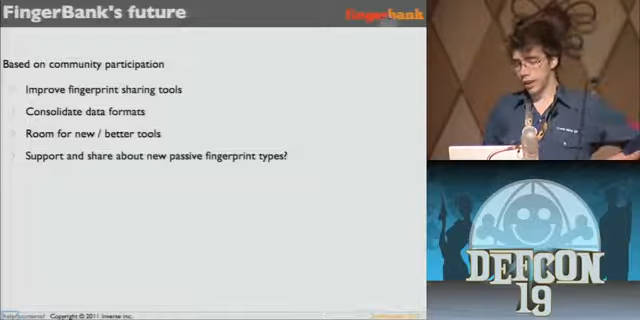 FingerBank's future
fingerbank
Based on community participation
Improve fingerprint sharing tools
Consolidate data formats
Room for new / better tools
Support and share about new passive fingerprint types?
Copyright © 2011 Inverse inc.
DEFCON
19